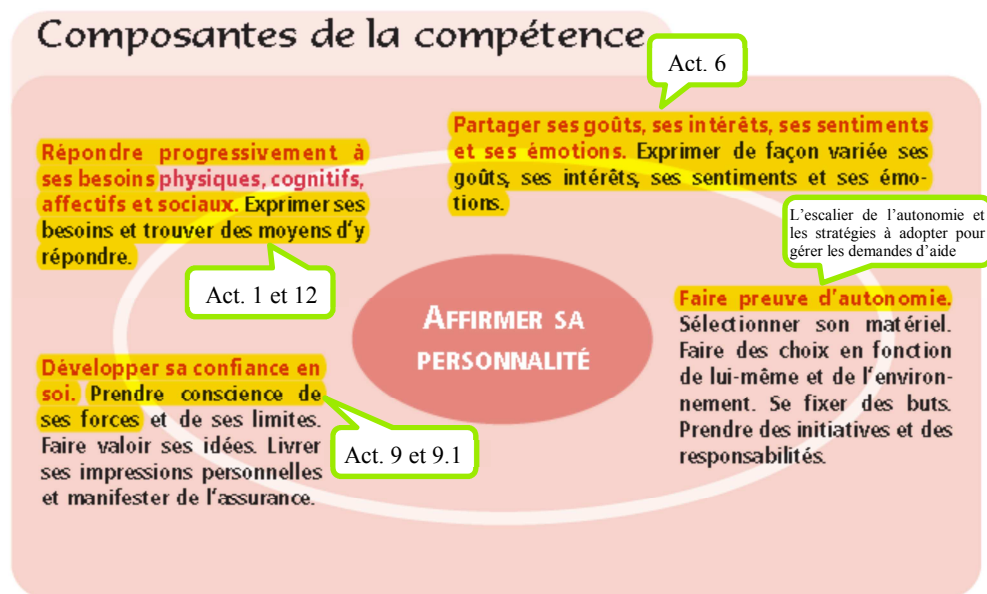 Composantes de la compétence
Act. 6
Partager ses goûts, ses intérêts, ses sentiments
et ses émotions. Exprimer de façon variée ses
goûts, ses intérêts, ses sentiments et ses émo-
tions.
Répondre progressivement à
ses besoins physiques, cognitifs,
affectifs et sociaux. Exprimer ses
besoins et trouver des moyens d'y
répondre.
Act. 1 et 12
L'escalier de l'autonomie et
les stratégies à adopter pour
gérer les demandes d'aide
AFFIRMER SA
PERSONNALITÉ
Faire preuve d'autonomie.
Sélectionner son matériel.
Faire des choix en fonction
de lui-même et de l'environ-
nement. Se fixer des buts.
Prendre des initiatives et des
responsabilités.
Développer sa confiance en
soi. Prendre conscience de
ses forces et de ses limites.
Faire valoir ses idées. Livrer
ses impressions personnelles
et manifester de l'assurance.
Act. 9 et 9.1